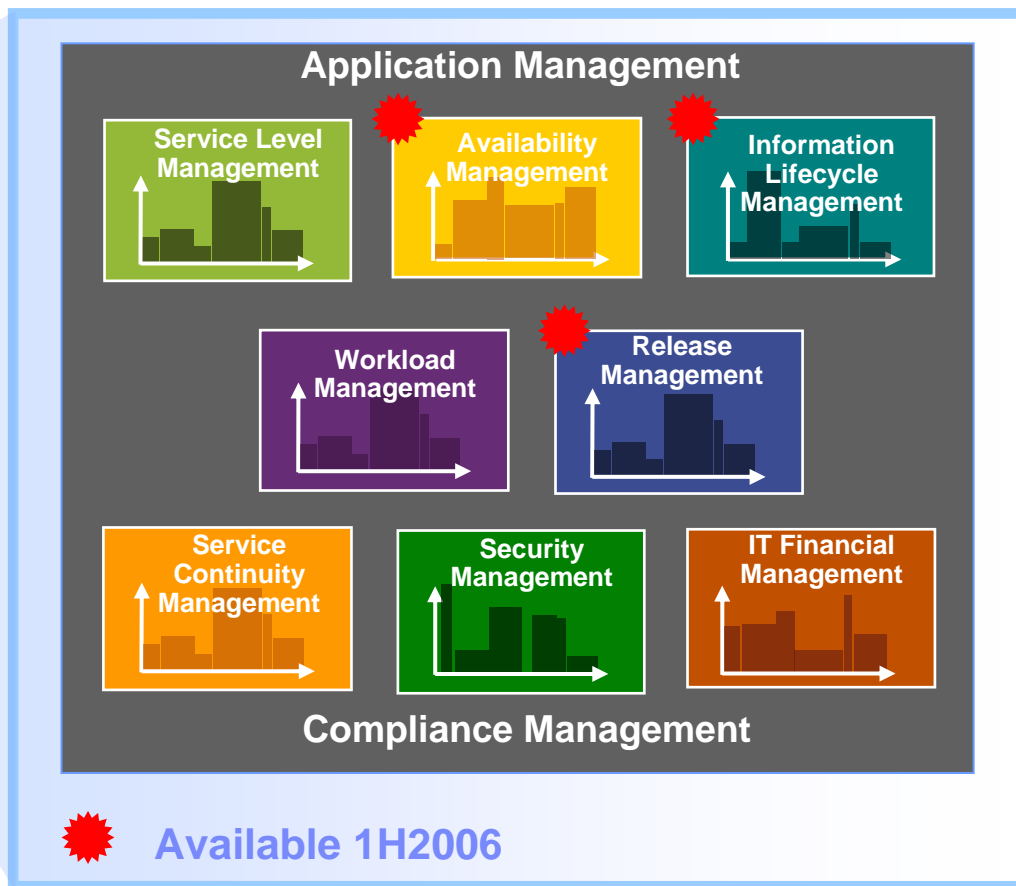 Application Management
Service Level
Management
Availability
Management
Information
Lifecycle
Management
Workload
Management
Release
Management
Service
Continuity
Management
Security
Management
IT Financial
Management
Compliance Management
Available 1H2006